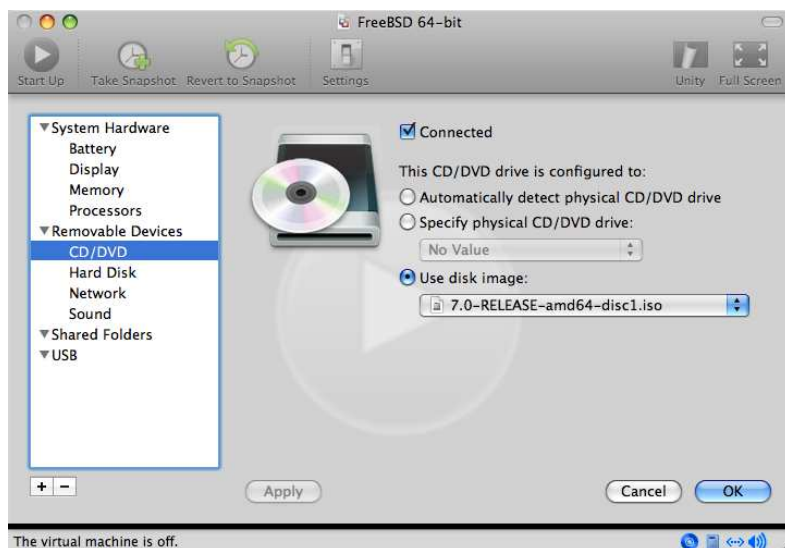 FreeBSD 64-bit
Start Up Take Snapshot Revert to Snapshot Settings Unity Full Screen
System Hardware
Battery
Display
Memory
Processors
Removable Devices
CD/DVD
Hard Disk
Network
Sound
Shared Folders
USB
Connected
This CD/DVD drive is configured to:
Automatically detect physical CD/DVD drive
Specify physical CD/DVD drive:
No Value
Use disk image:
7.0-RELEASE-amd64-disc1.iso
+ −
Apply
Cancel
OK
The virtual machine is off.